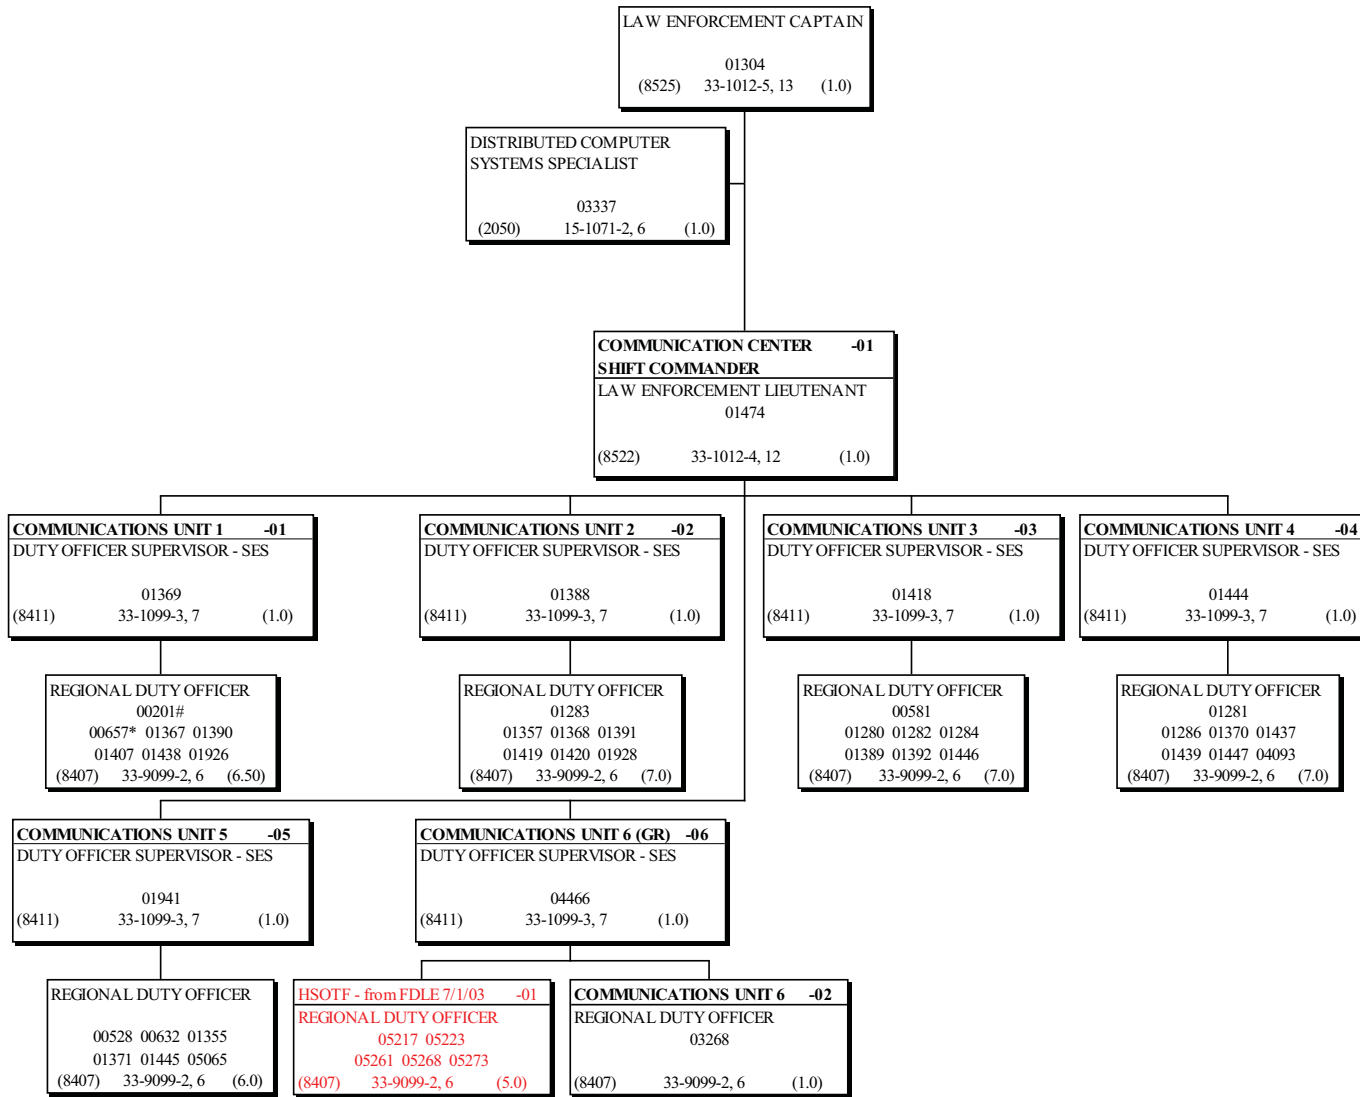 LAW ENFORCEMENT CAPTAIN
01304
(8525) 33-1012-5, 13 (1.0)
DISTRIBUTED COMPUTER
SYSTEMS SPECIALIST
03337
(2050) 15-1071-2, 6 (1.0)
COMMUNICATION CENTER -01
SHIFT COMMANDER
LAW ENFORCEMENT LIEUTENANT
01474
(8522) 33-1012-4, 12 (1.0)
COMMUNICATIONS UNIT 1 -01
DUTY OFFICER SUPERVISOR - SES
01369
(8411) 33-1099-3, 7 (1.0)
COMMUNICATIONS UNIT 2 -02
DUTY OFFICER SUPERVISOR - SES
01388
(8411) 33-1099-3, 7 (1.0)
COMMUNICATIONS UNIT 3 -03
DUTY OFFICER SUPERVISOR - SES
01418
(8411) 33-1099-3, 7 (1.0)
COMMUNICATIONS UNIT 4 -04
DUTY OFFICER SUPERVISOR - SES
01444
(8411) 33-1099-3, 7 (1.0)
REGIONAL DUTY OFFICER
00201#
00657* 01367 01390
01407 01438 01926
(8407) 33-9099-2, 6 (6.50)
REGIONAL DUTY OFFICER
01283
01357 01368 01391
01419 01420 01928
(8407) 33-9099-2, 6 (7.0)
REGIONAL DUTY OFFICER
00581
01280 01282 01284
01389 01392 01446
(8407) 33-9099-2, 6 (7.0)
REGIONAL DUTY OFFICER
01281
01286 01370 01437
01439 01447 04093
(8407) 33-9099-2, 6 (7.0)
COMMUNICATIONS UNIT 5 -05
DUTY OFFICER SUPERVISOR - SES
01941
(8411) 33-1099-3, 7 (1.0)
COMMUNICATIONS UNIT 6 (GR) -06
DUTY OFFICER SUPERVISOR - SES
04466
(8411) 33-1099-3, 7 (1.0)
REGIONAL DUTY OFFICER
00528 00632 01355
01371 01445 05065
(8407) 33-9099-2, 6 (6.0)
HSOTF - from FDLE 7/1/03 -01
REGIONAL DUTY OFFICER
05217 05223
05261 05268 05273
(8407) 33-9099-2, 6 (5.0)
COMMUNICATIONS UNIT 6 -02
REGIONAL DUTY OFFICER
03268
(8407) 33-9099-2, 6 (1.0)